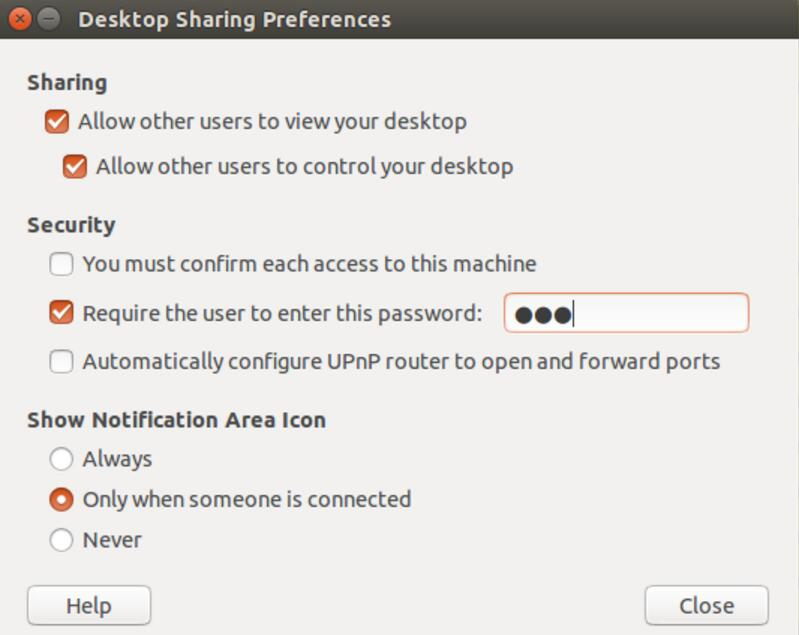 Desktop Sharing Preferences
Sharing
Allow other users to view your desktop
Allow other users to control your desktop
Security
You must confirm each access to this machine
Require the user to enter this password: ●●●
Automatically configure UPnP router to open and forward ports
Show Notification Area Icon
Always
Only when someone is connected
Never
Help Close